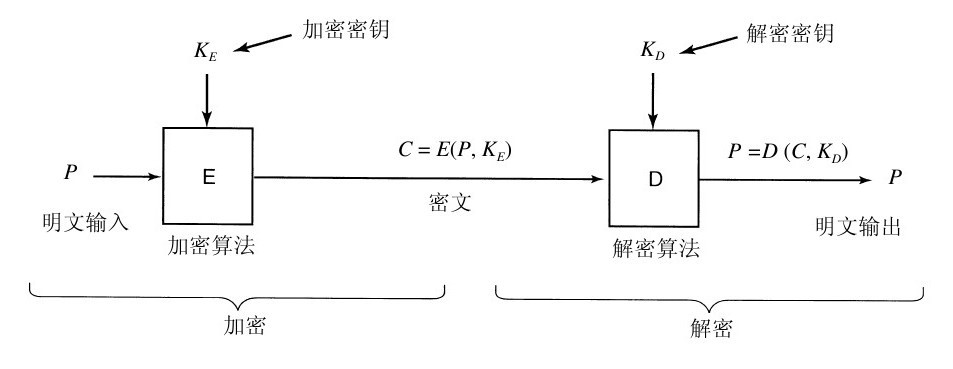 加密密钥
解密密钥
K_E
K_D
C = E(P, K_E)
P =D (C, K_D)
P
E
D
P
密文
明文输入
明文输出
加密算法
解密算法
加密
解密